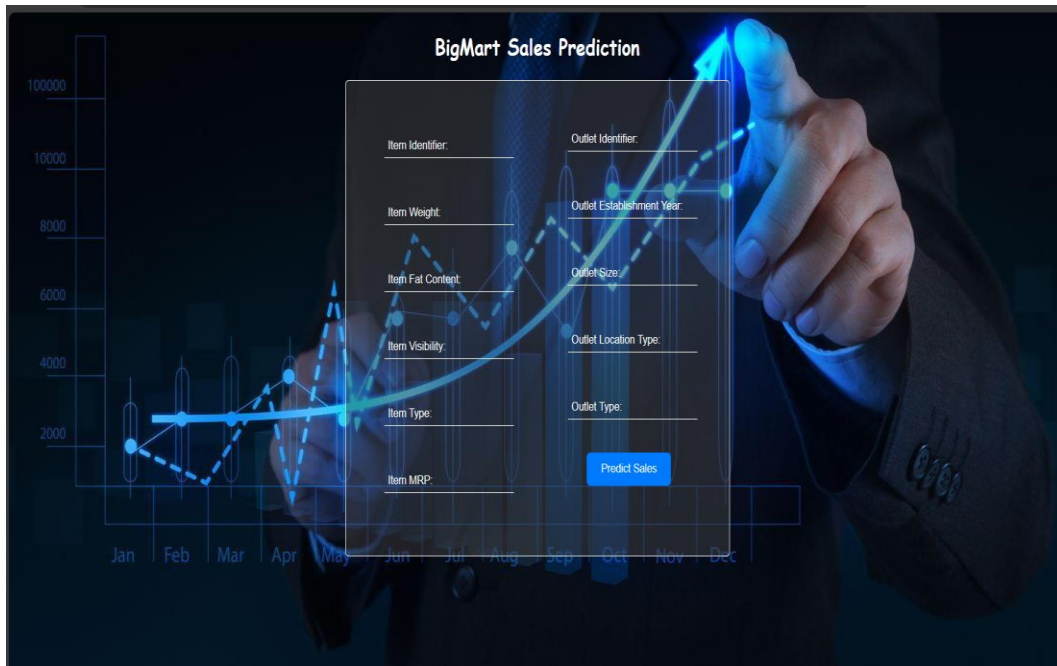 BigMart Sales Prediction
Item Identifier:
Item Weight:
Item Fat Content:
Item Visibility:
Item Type:
Item MRP:
Outlet Identifier:
Outlet Establishment Year:
Outlet Size:
Outlet Location Type:
Outlet Type:
Predict Sales
100000
10000
8000
6000
4000
2000
Jan Feb Mar Apr May Jun Jul Aug Sep Oct Nov Dec